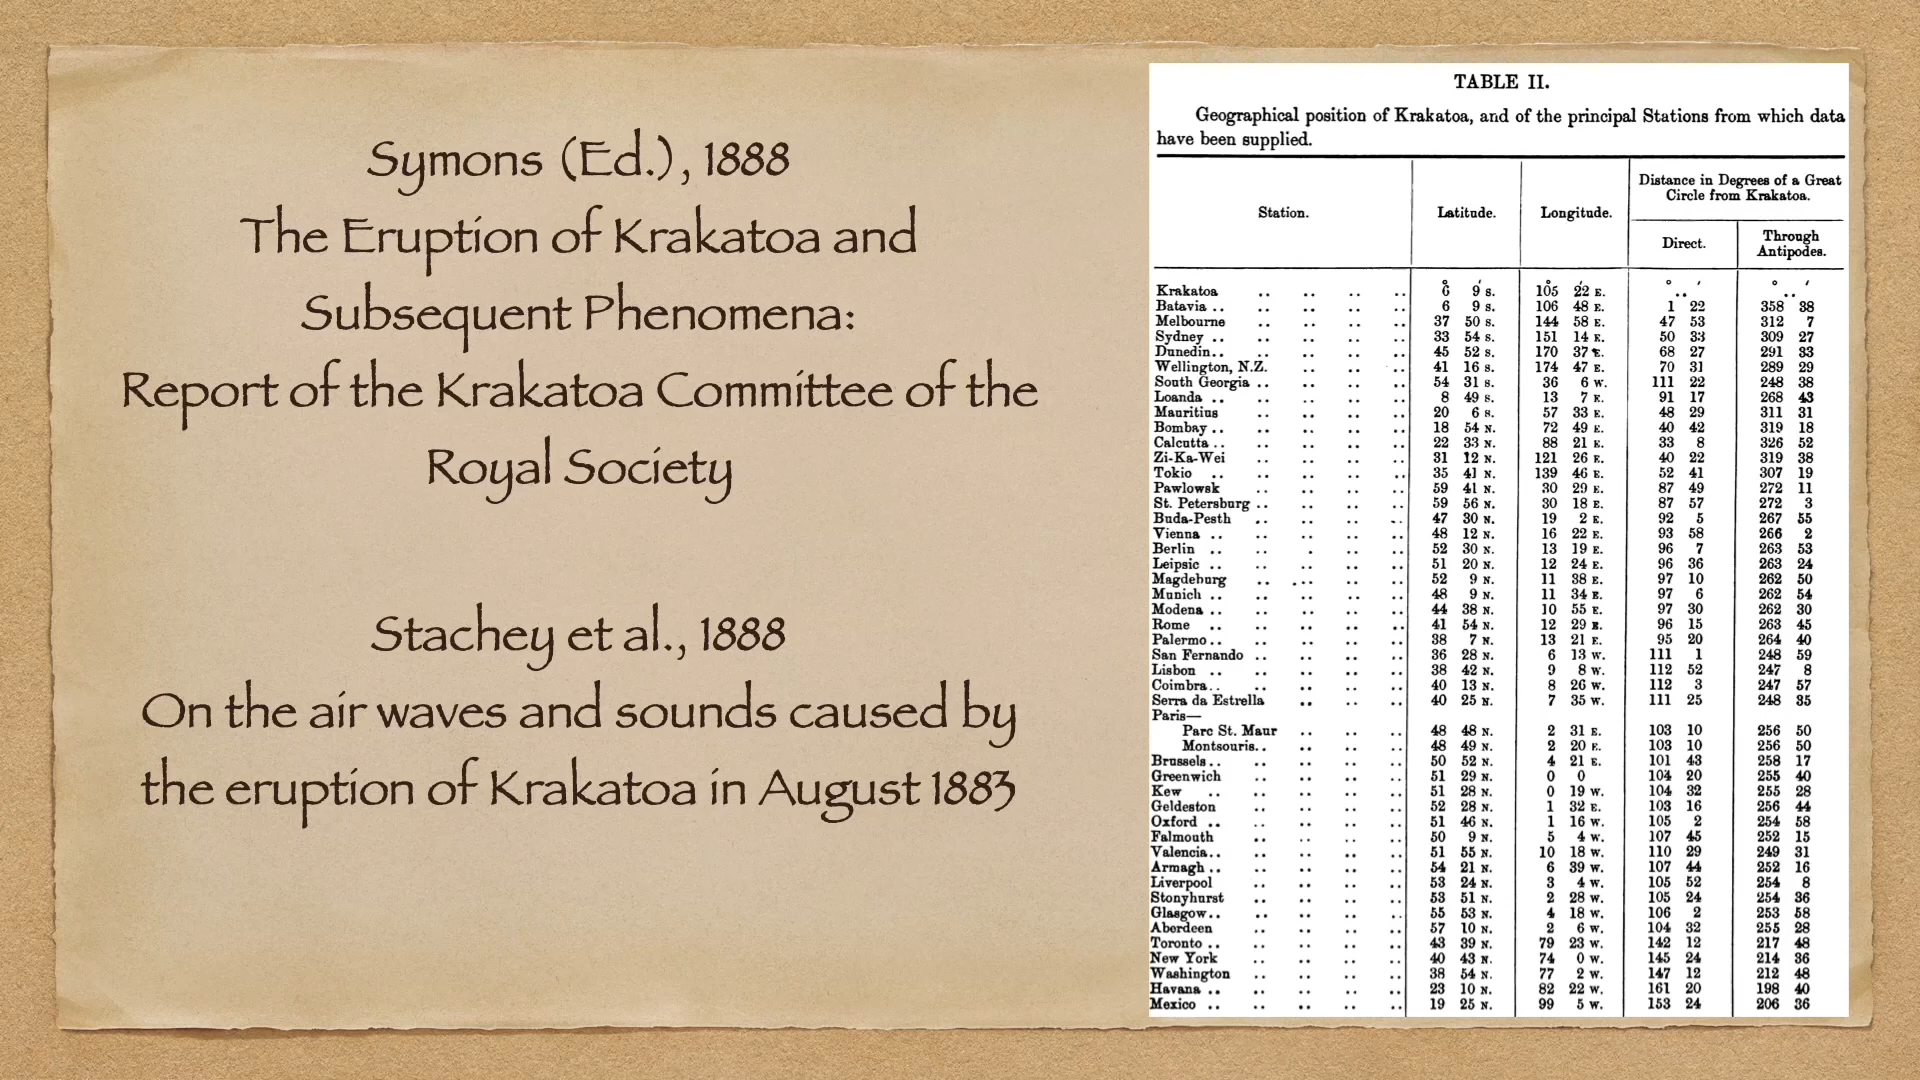 Symons (Ed.), 1888
The Eruption of Krakatoa and
Subsequent Phenomena:
Report of the Krakatoa Committee of the
Royal Society
Stachey et al., 1888
On the air waves and sounds caused by
the eruption of Krakatoa in August 1883
TABLE II.
Geographical position of Krakatoa, and of the principal Stations from which data
have been supplied.
Station. Latitude. Longitude. Distance in Degrees of a Great
Circle from Krakatoa.
Direct. Through
Antipodes.
° ′ ° ′ ° ′ ° ′
Krakatoa .. .. .. .. 6 9 S. 105 22 E. .. ..
Batavia .. .. .. .. .. 6 9 S. 106 48 E. 1 22 358 38
Melbourne .. .. .. .. 37 50 S. 144 58 E. 47 53 312 7
Sydney .. .. .. .. .. 33 54 S. 151 14 E. 50 33 309 27
Dunedin.. .. .. .. .. 45 52 S. 170 37 E. 68 27 291 33
Wellington, N.Z. .. .. .. .. 41 16 S. 174 47 E. 70 31 289 29
South Georgia .. .. .. .. .. 54 31 S. 36 6 W. 111 22 248 38
Loanda .. .. .. .. .. 8 49 S. 13 7 E. 91 17 268 43
Mauritius .. .. .. .. 20 6 S. 57 33 E. 48 29 311 31
Bombay .. .. .. .. .. 18 54 N. 72 49 E. 40 42 319 18
Calcutta .. .. .. .. .. 22 33 N. 88 21 E. 33 8 326 52
Zi-Ka-Wei .. .. .. .. 31 12 N. 121 26 E. 40 22 319 38
Tokio .. .. .. .. .. 35 41 N. 139 46 E. 52 41 307 19
Pawlowsk .. .. .. .. 59 41 N. 30 29 E. 87 49 272 11
St. Petersburg .. .. .. .. .. 59 56 N. 30 18 E. 87 57 272 3
Buda-Pesth .. .. .. .. 47 30 N. 19 2 E. 92 5 267 55
Vienna .. .. .. .. .. 48 12 N. 16 22 E. 93 58 266 2
Berlin .. .. . .. .. 52 30 N. 13 19 E. 96 7 263 53
Leipsic .. .. .. .. .. 51 20 N. 12 24 E. 96 36 263 24
Magdeburg .. .. .. .. 52 9 N. 11 38 E. 97 10 262 50
Munich .. .. .. .. .. 48 9 N. 11 34 E. 97 6 262 54
Modena .. .. .. .. .. 44 38 N. 10 55 E. 97 30 262 30
Rome .. .. .. .. .. 41 54 N. 12 29 E. 96 15 263 45
Palermo .. .. .. .. .. 38 7 N. 13 21 E. 95 20 264 40
San Fernando .. .. .. .. .. 36 28 N. 6 13 W. 111 1 248 59
Lisbon .. .. .. .. .. 38 42 N. 9 8 W. 112 52 247 8
Coimbra.. .. .. .. .. 40 13 N. 8 26 W. 112 3 247 57
Serra da Estrella .. .. .. 40 25 N. 7 35 W. 111 25 248 35
Paris—
Parc St. Maur .. .. .. 48 48 N. 2 31 E. 103 10 256 50
Montsouris.. .. .. .. 48 49 N. 2 20 E. 103 10 256 50
Brussels.. .. .. .. .. 50 52 N. 4 21 E. 101 43 258 17
Greenwich .. .. .. .. 51 29 N. 0 0 104 20 255 40
Kew .. .. .. .. .. 51 28 N. 0 19 W. 104 32 255 28
Geldeston .. .. .. .. 52 28 N. 1 32 E. 103 16 256 44
Oxford .. .. .. .. .. 51 46 N. 1 16 W. 105 2 254 58
Falmouth .. .. .. .. 50 9 N. 5 4 W. 107 45 252 15
Valencia.. .. .. .. .. 51 55 N. 10 18 W. 110 29 249 31
Armagh .. .. .. .. .. 54 21 N. 6 39 W. 107 44 252 16
Liverpool .. .. .. .. 53 24 N. 3 4 W. 105 52 254 8
Stonyhurst .. .. .. .. 53 51 N. 2 28 W. 105 24 254 36
Glasgow.. .. .. .. .. 55 53 N. 4 18 W. 106 2 253 58
Aberdeen .. .. .. .. 57 10 N. 2 6 W. 104 32 255 28
Toronto .. .. .. .. .. 43 39 N. 79 23 W. 142 12 217 48
New York .. .. .. .. 40 43 N. 74 0 W. 145 24 214 36
Washington .. .. .. .. 38 54 N. 77 2 W. 147 12 212 48
Havana .. .. .. .. .. 23 10 N. 82 22 W. 161 20 198 40
Mexico .. .. .. .. .. 19 25 N. 99 5 W. 153 24 206 36